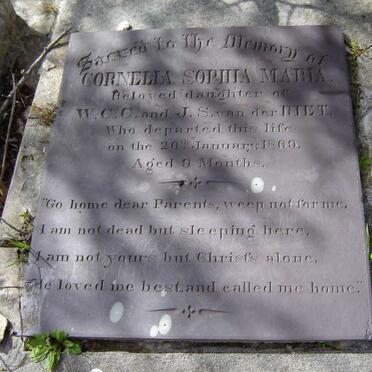 Sacred to the Memory of
CORNELIA SOPHIA MARIA.
Beloved daughter of
W.C.C. and J.S. van der RIET.
Who departed this life
on the 20th January, 1869.
Aged 9 Months.
"Go home dear Parents, weep not for me,
I am not dead but sleeping here,
I am not yours but Christ's alone,
He loved me best, and called me home."